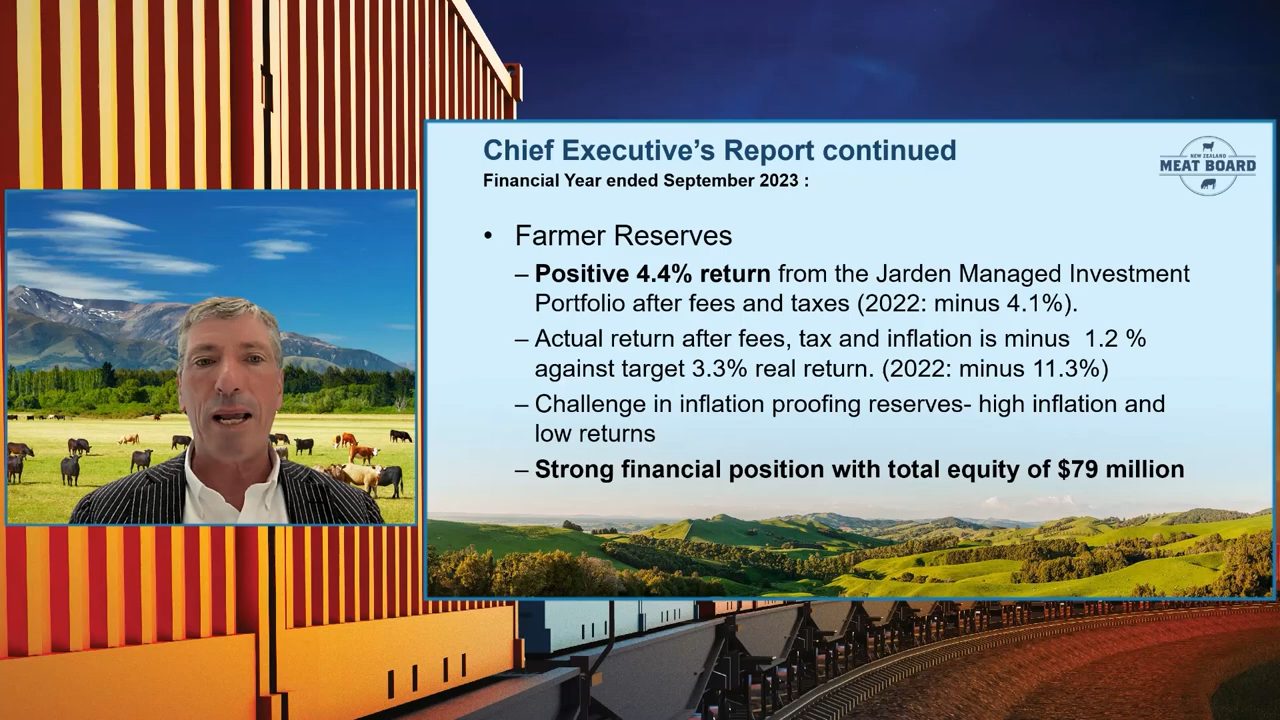 Chief Executive's Report continued
Financial Year ended September 2023 :
NEW ZEALAND
MEAT BOARD
• Farmer Reserves
– Positive 4.4% return from the Jarden Managed Investment
Portfolio after fees and taxes (2022: minus 4.1%).
– Actual return after fees, tax and inflation is minus  1.2 %
against target 3.3% real return. (2022: minus 11.3%)
– Challenge in inflation proofing reserves- high inflation and
low returns
– Strong financial position with total equity of $79 million